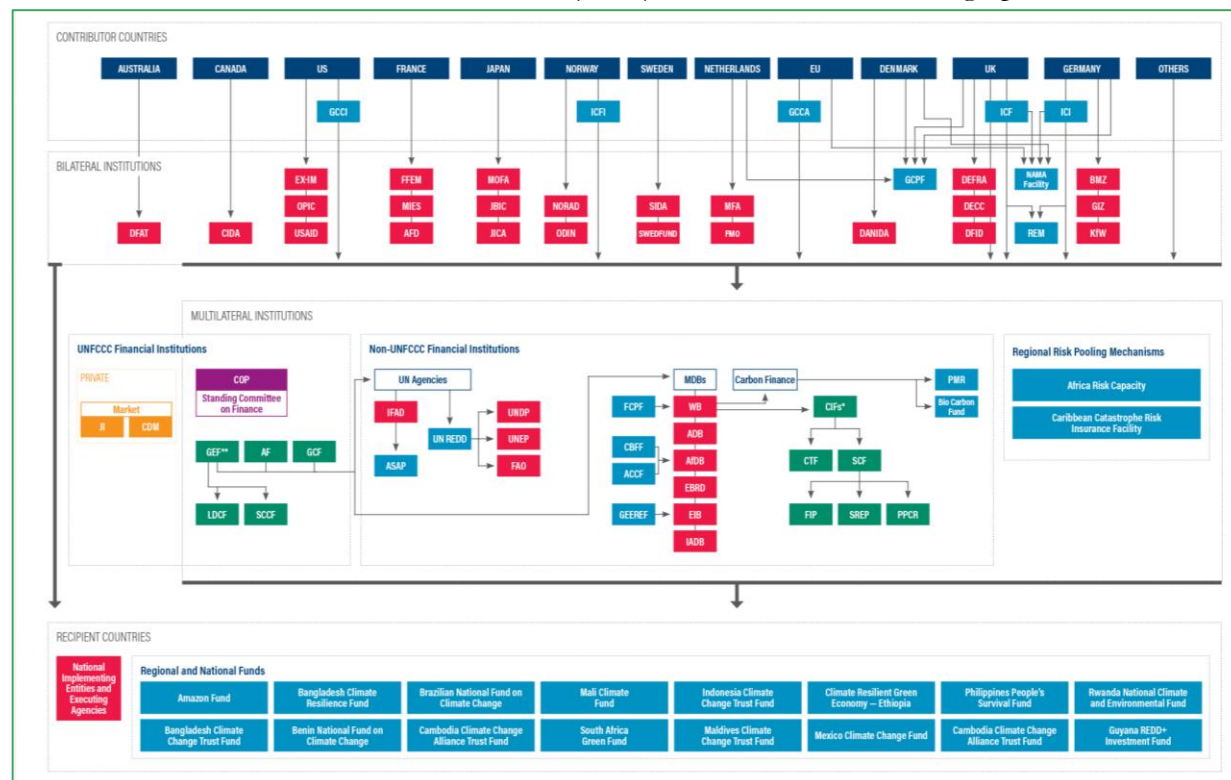 CONTRIBUTOR COUNTRIES
AUSTRALIA
CANADA
US
FRANCE
JAPAN
NORWAY
SWEDEN
NETHERLANDS
EU
DENMARK
UK
GERMANY
OTHERS
GCCI
ICFI
GCCA
ICF
ICI
BILATERAL INSTITUTIONS
EX-IM
FFEM
MOFA
GCPF
DEFRA
NAMA
Facility
BMZ
OPIC
MIES
JBIC
NORAD
SIDA
MFA
DECC
GIZ
DFAT
CIDA
USAID
AFD
JICA
ODIN
SWEDFUND
FMO
DANIDA
DFID
REM
KfW
MULTILATERAL INSTITUTIONS
UNFCCC Financial Institutions
PRIVATE
Market
JI
CDM
COP
Standing Committee
on Finance
GEF**
AF
GCF
LDCF
SCCF
Non-UNFCCC Financial Institutions
UN Agencies
IFAD
UN REDD
ASAP
UNDP
UNEP
FAO
MDBs
Carbon Finance
PMR
Bio Carbon
Fund
FCPF
WB
CIFs*
ADB
CBFF
AfDB
ACCF
EBRD
GEEREF
EIB
IADB
CTF
SCF
FIP
SREP
PPCR
Regional Risk Pooling Mechanisms
Africa Risk Capacity
Caribbean Catastrophe Risk
Insurance Facility
RECIPIENT COUNTRIES
National
Implementing
Entities and
Executing
Agencies
Regional and National Funds
Amazon Fund
Bangladesh Climate
Resilience Fund
Brazilian National Fund on
Climate Change
Mali Climate
Fund
Indonesia Climate
Change Trust Fund
Climate Resilient Green
Economy — Ethiopia
Philippines People's
Survival Fund
Rwanda National Climate
and Environmental Fund
Bangladesh Climate
Change Trust Fund
Benin National Fund on
Climate Change
Cambodia Climate Change
Alliance Trust Fund
South Africa
Green Fund
Maldives Climate
Change Trust Fund
Mexico Climate Change Fund
Cambodia Climate Change
Alliance Trust Fund
Guyana REDD+
Investment Fund